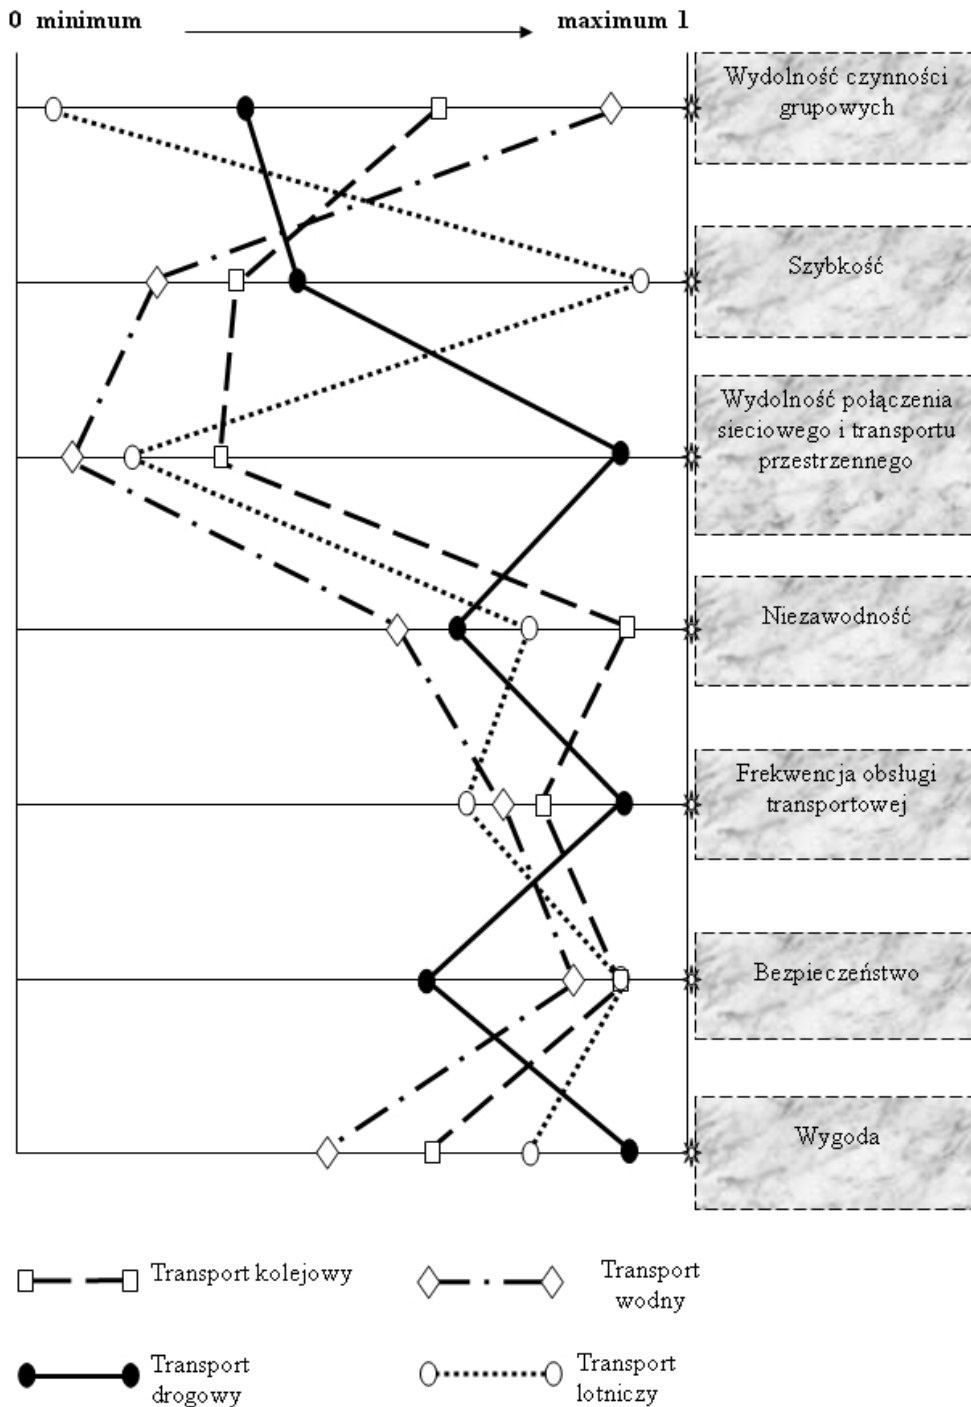 0 minimum maximum 1
Wydolność czynności
grupowych
Szybkość
Wydolność połączenia
sieciowego i transportu
przestrzennego
Niezawodność
Frekwencja obsługi
transportowej
Bezpieczeństwo
Wygoda
Transport kolejowy
Transport
wodny
Transport
drogowy
Transport
lotniczy